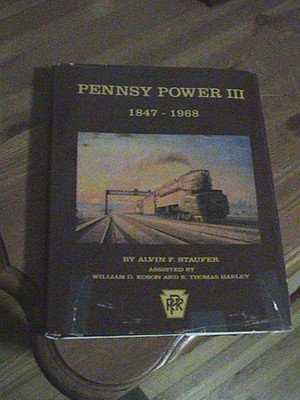 PENNSY POWER III
1847 - 1968
BY ALVIN F. STAUFER
ASSISTED BY
WILLIAM D. EDSON AND E. THOMAS HARLEY
PRR